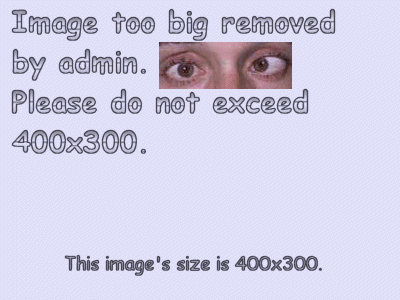 Image too big removed
by admin.
Please do not exceed
400x300.
This image's size is 400x300.